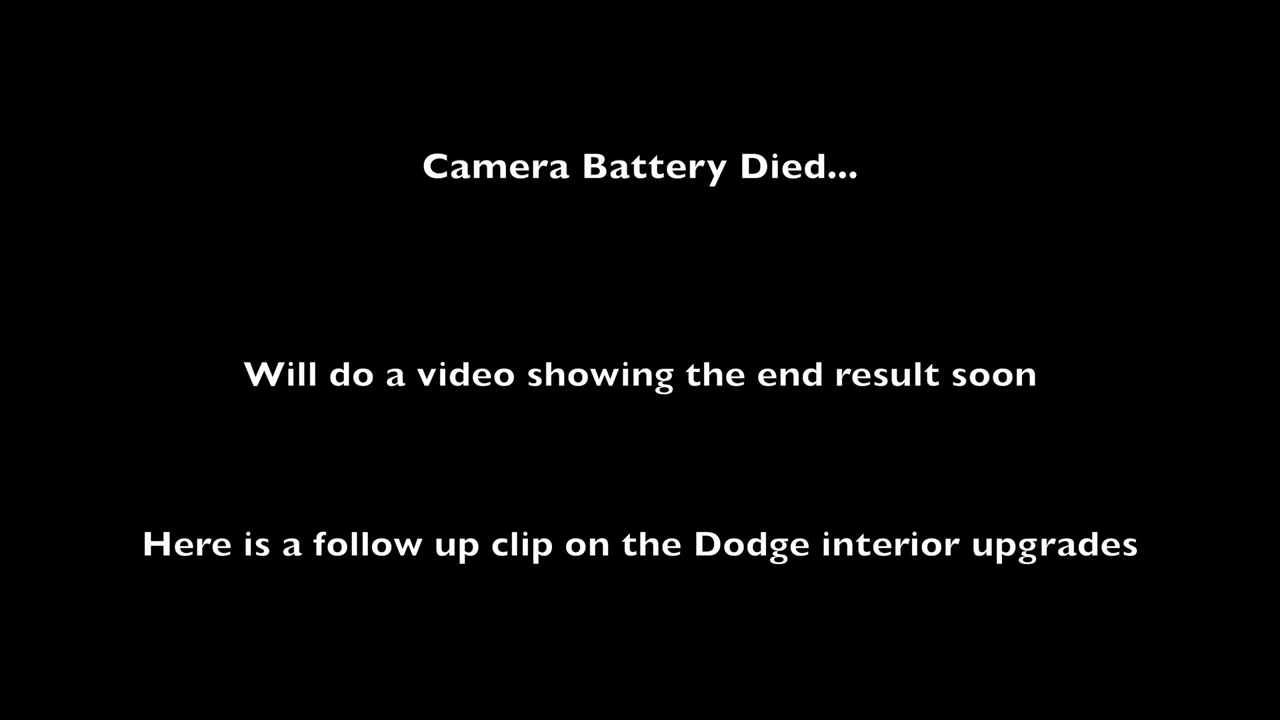 Camera Battery Died...
Will do a video showing the end result soon
Here is a follow up clip on the Dodge interior upgrades